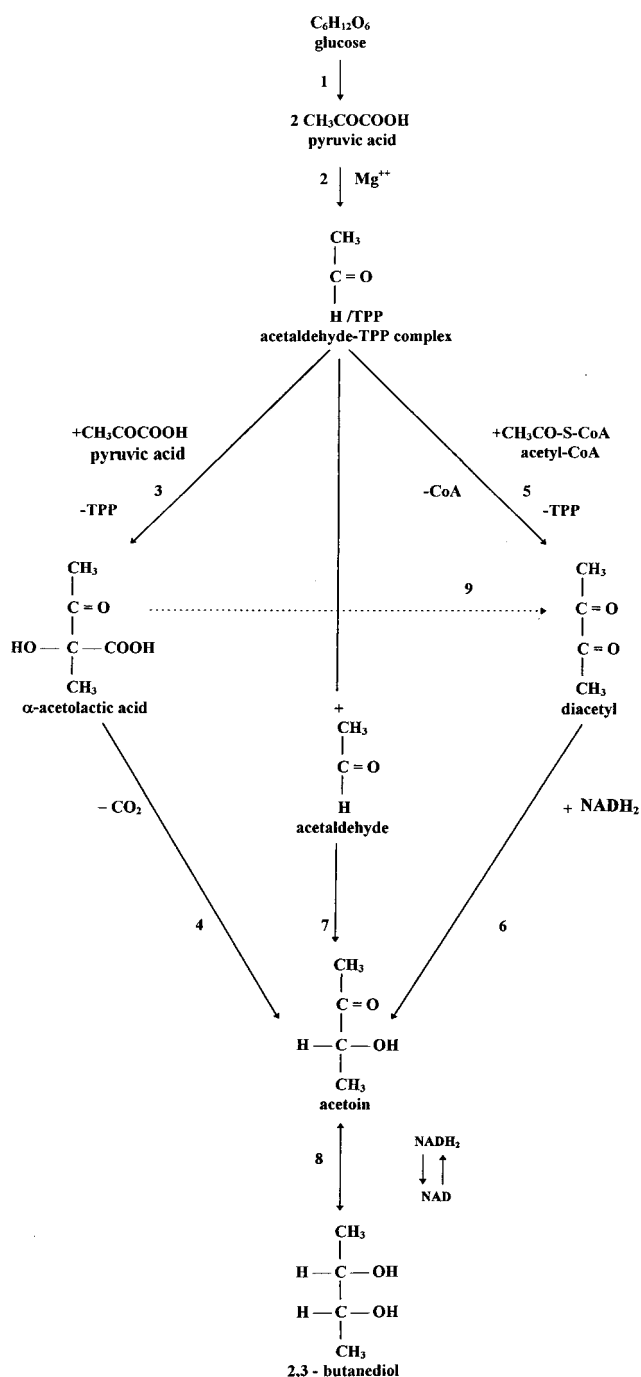 C₆H₁₂O₆
glucose
1
2 CH₃COCOOH
pyruvic acid
2 Mg⁺⁺
CH₃
C = O
H /TPP
acetaldehyde-TPP complex
+CH₃COCOOH
pyruvic acid
3
-TPP
+CH₃CO-S-CoA
acetyl-CoA
-CoA 5
-TPP
CH₃
C = O
HO — C — COOH
CH₃
α-acetolactic acid
9
CH₃
C = O
C = O
CH₃
diacetyl
+
CH₃
C = O
H
acetaldehyde
– CO₂
+ NADH₂
4
7
6
CH₃
C = O
H — C — OH
CH₃
acetoin
8
NADH₂
NAD
CH₃
H — C — OH
H — C — OH
CH₃
2,3 - butanediol